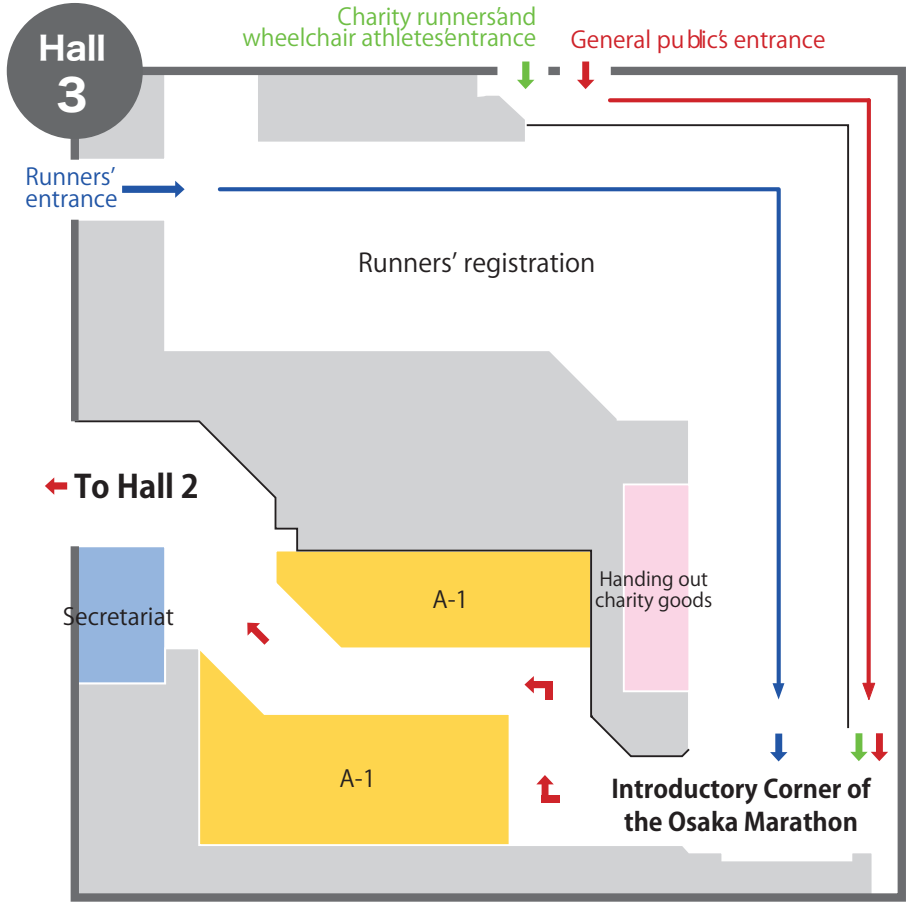 Hall
3
Charity runners'and
wheelchair athletes'entrance
General public's entrance
Runners'
entrance
Runners' registration
To Hall 2
Handing out
charity goods
A-1
Secretariat
A-1
Introductory Corner of
the Osaka Marathon